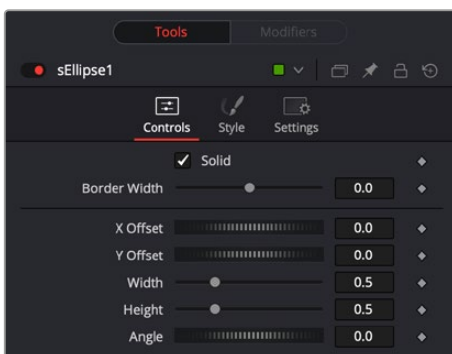 Tools Modifiers
sEllipse1
Controls Style Settings
Solid
Border Width 0.0
X Offset 0.0
Y Offset 0.0
Width 0.5
Height 0.5
Angle 0.0